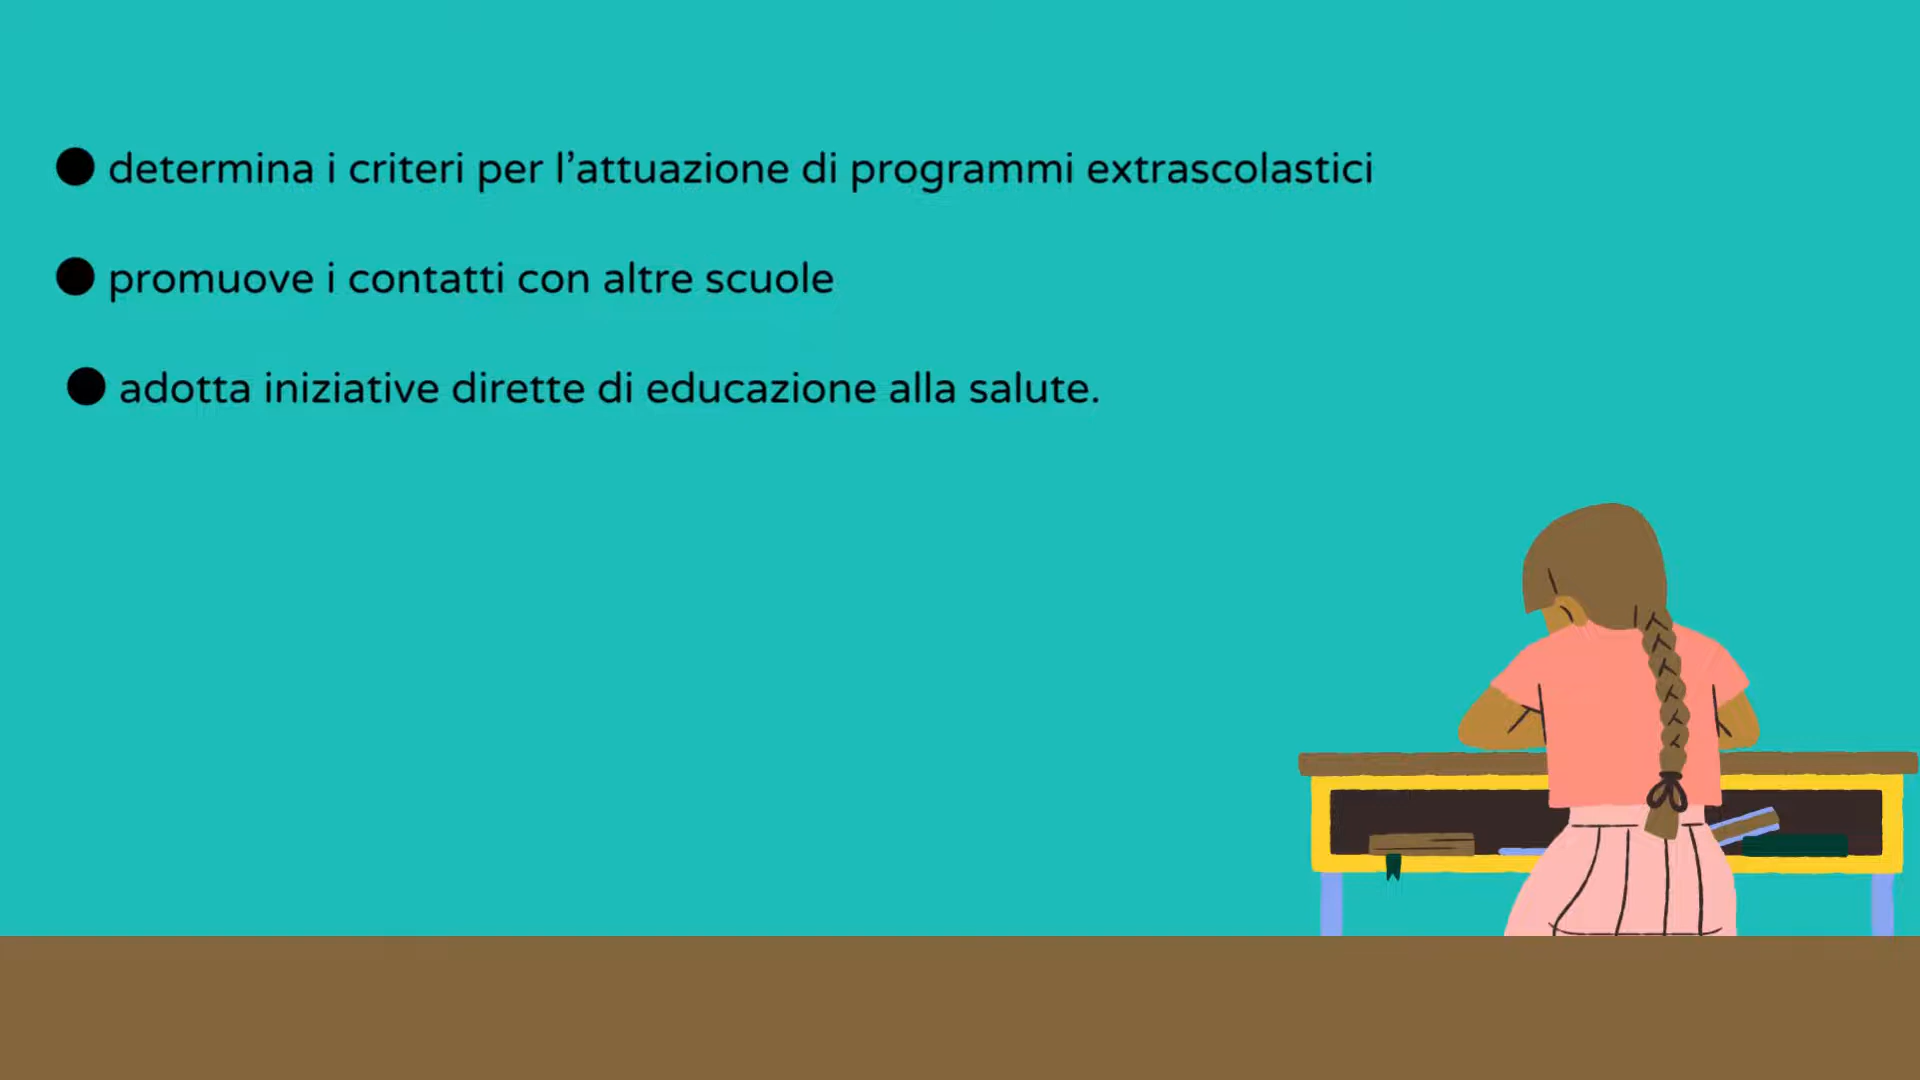 ● determina i criteri per l’attuazione di programmi extrascolastici
● promuove i contatti con altre scuole
● adotta iniziative dirette di educazione alla salute.